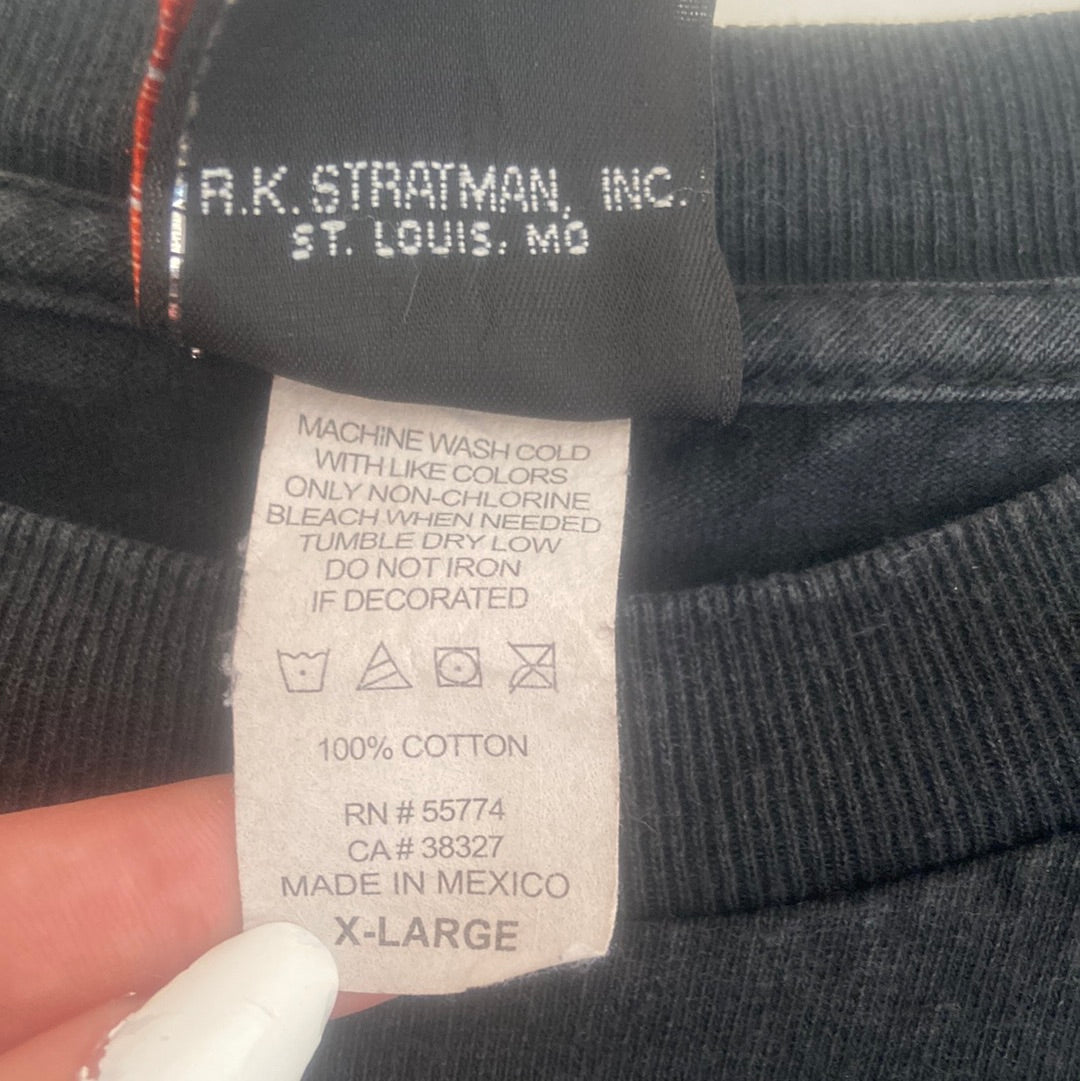 R.K. STRATMAN, INC.
ST. LOUIS, MO
MACHINE WASH COLD
WITH LIKE COLORS
ONLY NON-CHLORINE
BLEACH WHEN NEEDED
TUMBLE DRY LOW
DO NOT IRON
IF DECORATED
100% COTTON
RN # 55774
CA # 38327
MADE IN MEXICO
X-LARGE